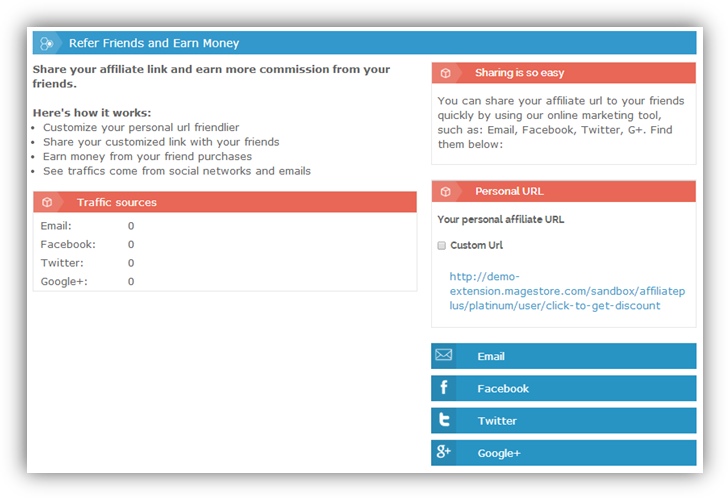 Refer Friends and Earn Money
Share your affiliate link and earn more commission from your
friends.
Here's how it works:
Customize your personal url friendlier
Share your customized link with your friends
Earn money from your friend purchases
See traffics come from social networks and emails
Traffic sources
Email: 0
Facebook: 0
Twitter: 0
Google+: 0
Sharing is so easy
You can share your affiliate url to your friends
quickly by using our online marketing tool,
such as: Email, Facebook, Twitter, G+. Find
them below:
Personal URL
Your personal affiliate URL
Custom Url
http://demo-
extension.magestore.com/sandbox/affiliatep
lus/platinum/user/click-to-get-discount
Email
Facebook
Twitter
Google+